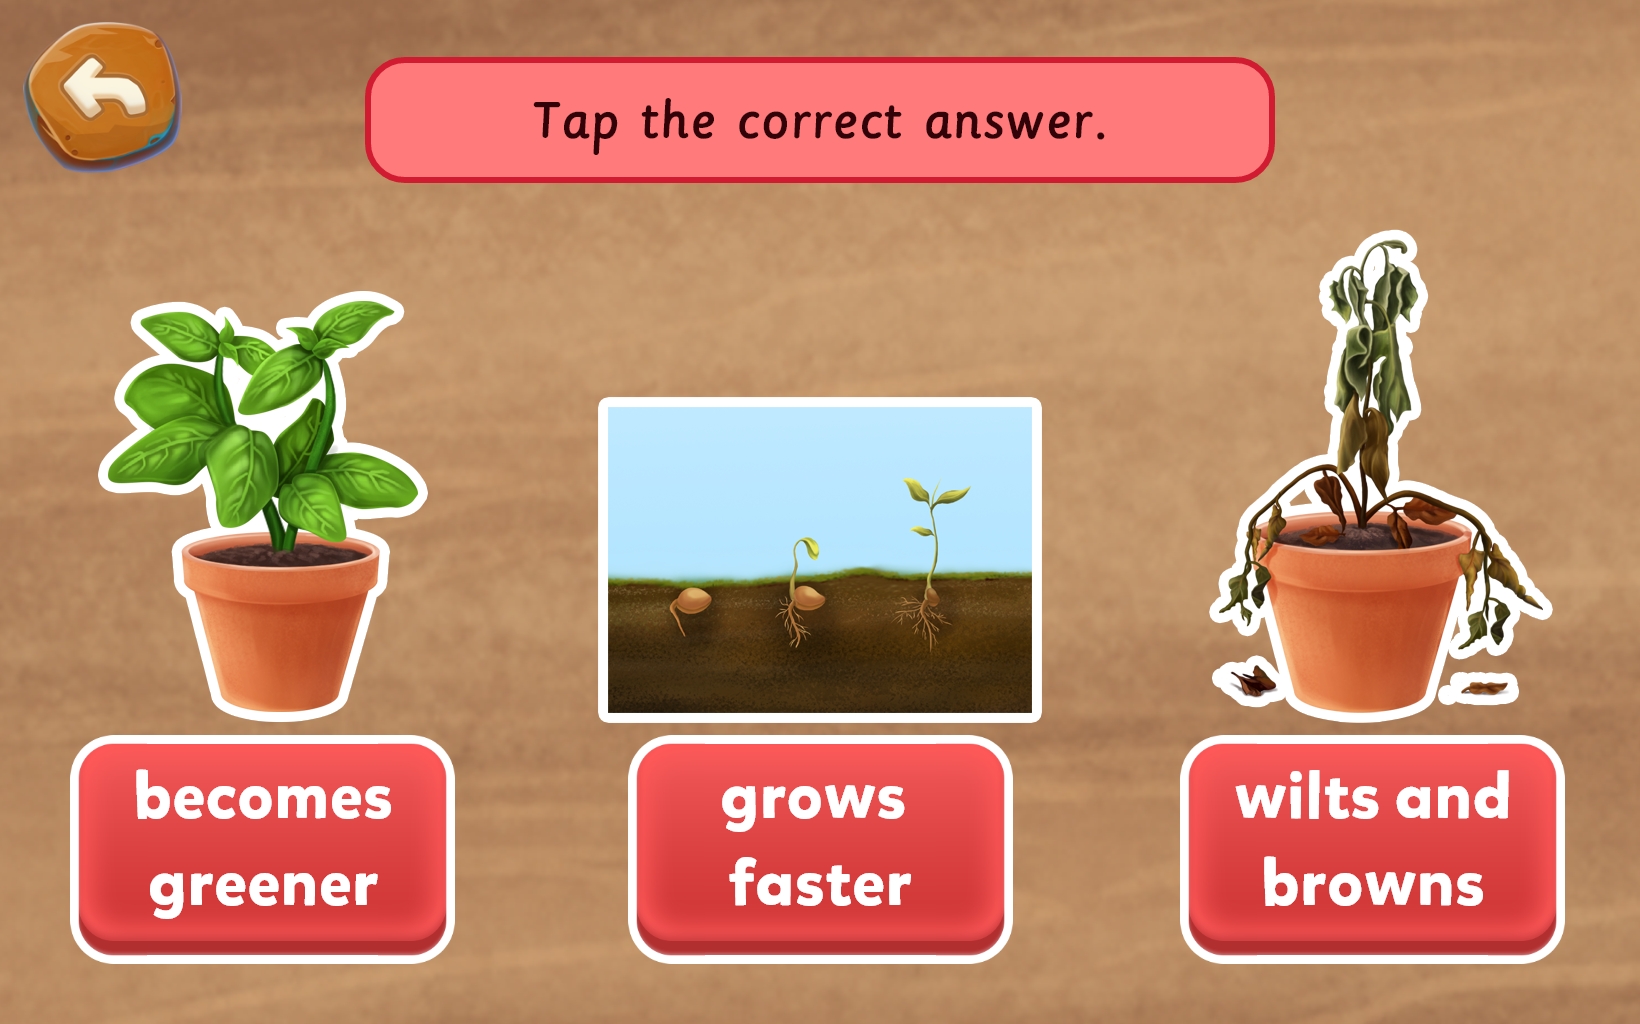 Tap the correct answer.
becomes
greener
grows
faster
wilts and
browns